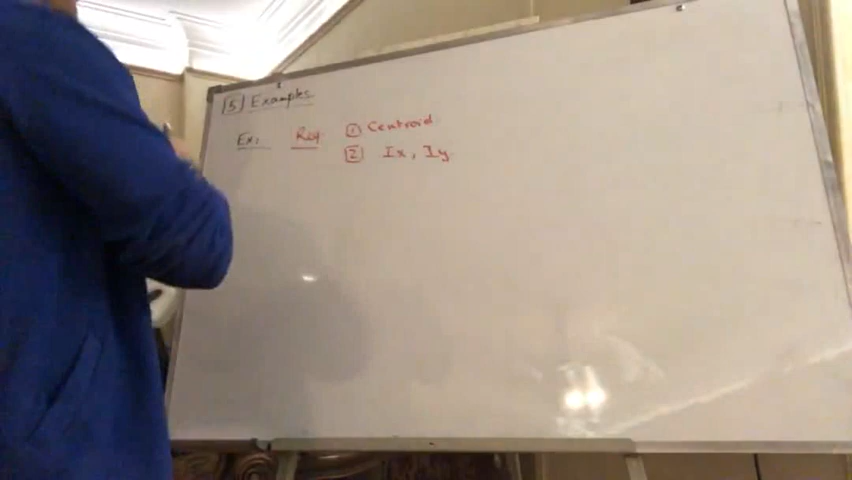 [5] Examples
Ex: Req ① Centroid
② Ix, Iy